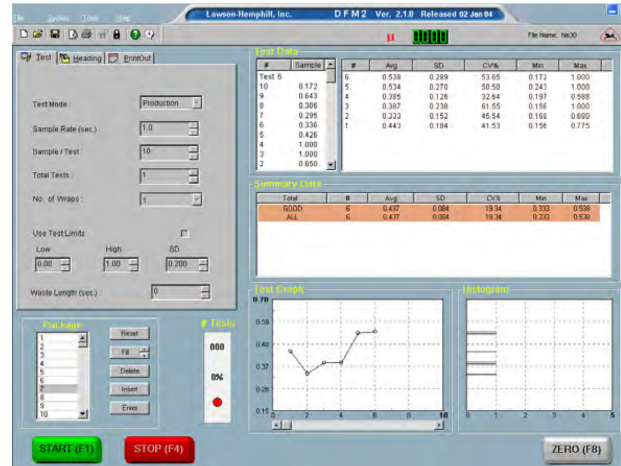 File System Tools Help
Lawson-Hemphill, Inc. DFM2 Ver. 2.1.0 Released 02 Jan 04
µ 0000 File Name: Ne30
Test Heading PrintOut
Test Mode : Production
Sample Rate (sec.) : 1.0
Sample / Test : 10
Total Tests : 1
No. of Wraps : 1
Use Test Limits
Low High SD
0.00 1.00 0.200
Waste Length (sec.) : 0
Test Data
# Sample
Test 6
10 0.172
9 0.643
8 0.306
7 0.295
6 0.336
5 0.426
4 1.000
3 1.000
2 0.650
# Avg SD CV% Min Max
6 0.538 0.289 53.65 0.172 1.000
5 0.534 0.270 50.50 0.243 1.000
4 0.385 0.126 32.64 0.197 0.588
3 0.387 0.238 61.55 0.156 1.000
2 0.333 0.152 45.54 0.168 0.680
1 0.443 0.184 41.53 0.156 0.775
Summary Data
Total # Avg SD CV% Min Max
GOOD 6 0.437 0.084 19.34 0.333 0.538
ALL 6 0.437 0.084 19.34 0.333 0.538
Package
1
2
3
4
5
6
7
8
9
10
Reset
Fill
Delete
Insert
Erase
# Tests
000
0%
Test Graph
0.70
0.59
0.48
0.37
0.26
0.15
0 2 4 6 8 10
Histogram
0 1 2 3 4 5
START (F1) STOP (F4) ZERO (F8)